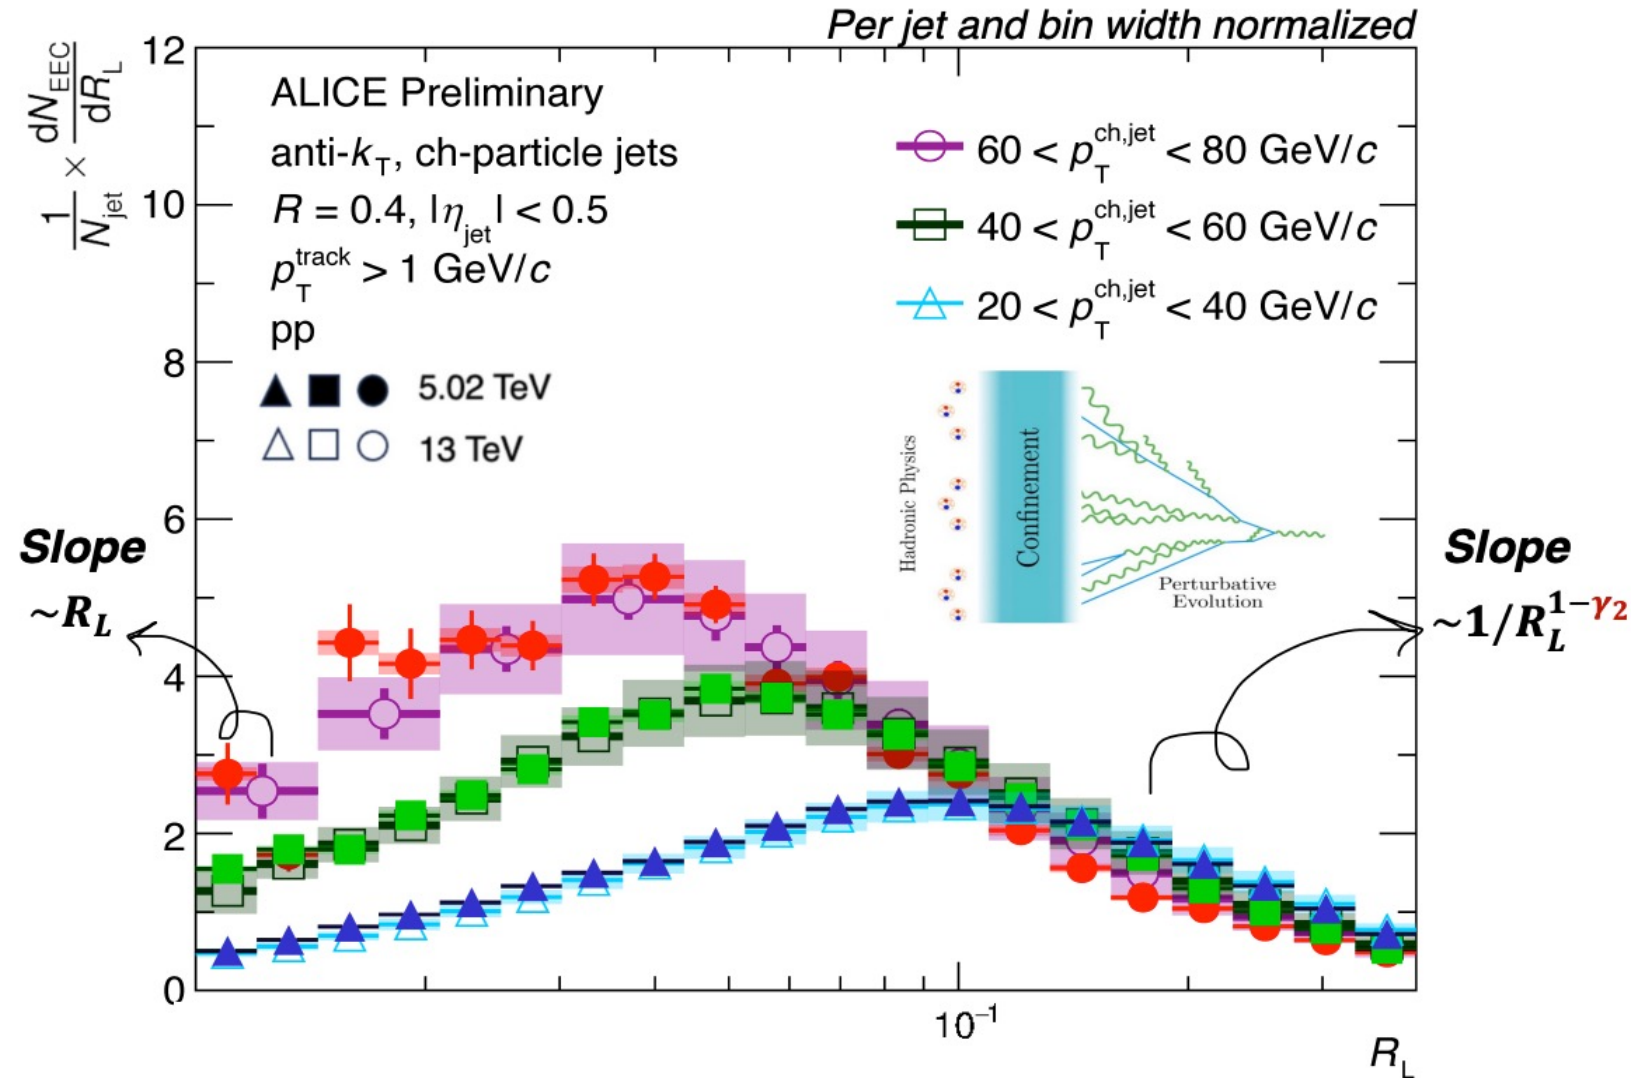 Per jet and bin width normalized
1/N_jet × dN_EEC/dR_L
12
10
8
6
4
2
0
ALICE Preliminary
anti-k_T, ch-particle jets
R = 0.4, |η_jet| < 0.5
p_T^track > 1 GeV/c
pp
5.02 TeV
13 TeV
60 < p_T^ch,jet < 80 GeV/c
40 < p_T^ch,jet < 60 GeV/c
20 < p_T^ch,jet < 40 GeV/c
Hadronic Physics
Confinement
Perturbative
Evolution
Slope
~R_L
Slope
~1/R_L^1−γ2
10^−1
R_L